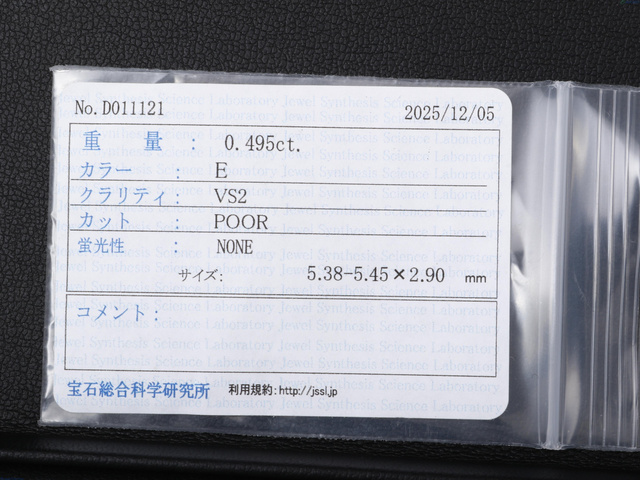 No.D011121 2025/12/05
重 量 : 0.495ct.
カラー : E
クラリティ : VS2
カット : POOR
蛍光性 : NONE
サイズ: 5.38-5.45×2.90 mm
コメント:
宝石総合科学研究所 利用規約:http://jssl.jp